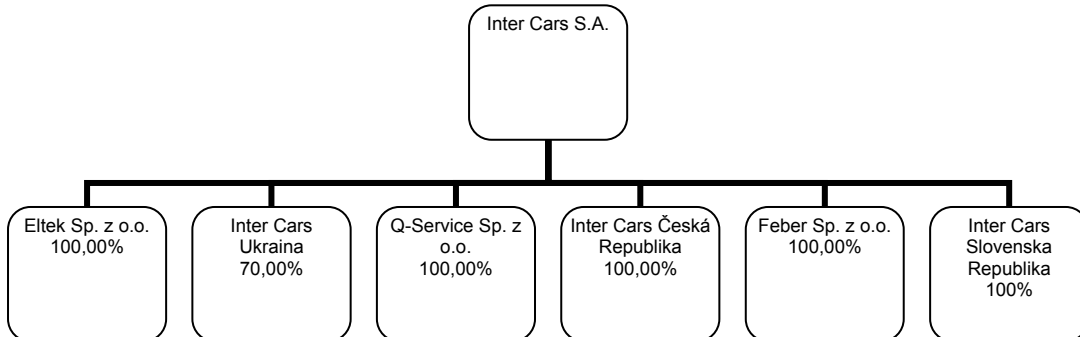 Inter Cars S.A.
Eltek Sp. z o.o.
100,00%
Inter Cars
Ukraina
70,00%
Q-Service Sp. z
o.o.
100,00%
Inter Cars Česká
Republika
100,00%
Feber Sp. z o.o.
100,00%
Inter Cars
Slovenska
Republika
100%